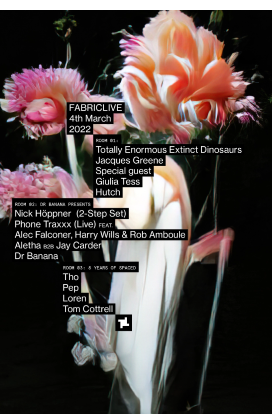 FABRICLIVE
4th March
2022
ROOM 01:
Totally Enormous Extinct Dinosaurs
Jacques Greene
Special guest
Giulia Tess
Hutch
ROOM 02: DR BANANA PRESENTS
Nick Höppner (2-Step Set)
Phone Traxxx (Live) FEAT
Alec Falconer, Harry Wills & Rob Amboule
Aletha B2B Jay Carder
Dr Banana
ROOM 03: 8 YEARS OF SPACED
Tho
Pep
Loren
Tom Cottrell